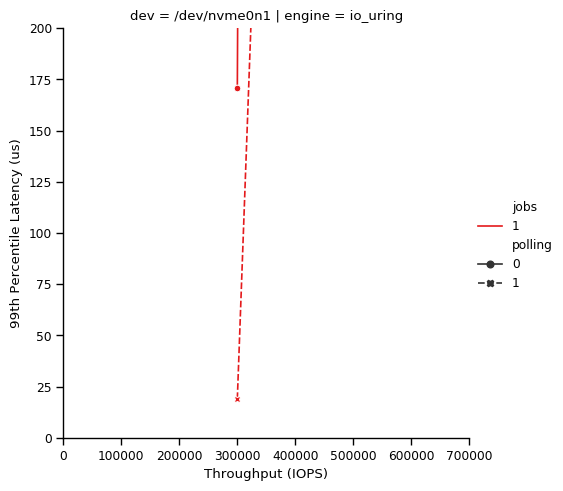 dev = /dev/nvme0n1 | engine = io_uring
200
175
150
125
100
75
50
25
0
99th Percentile Latency (us)
0 100000 200000 300000 400000 500000 600000 700000
Throughput (IOPS)
jobs
1
polling
0
1